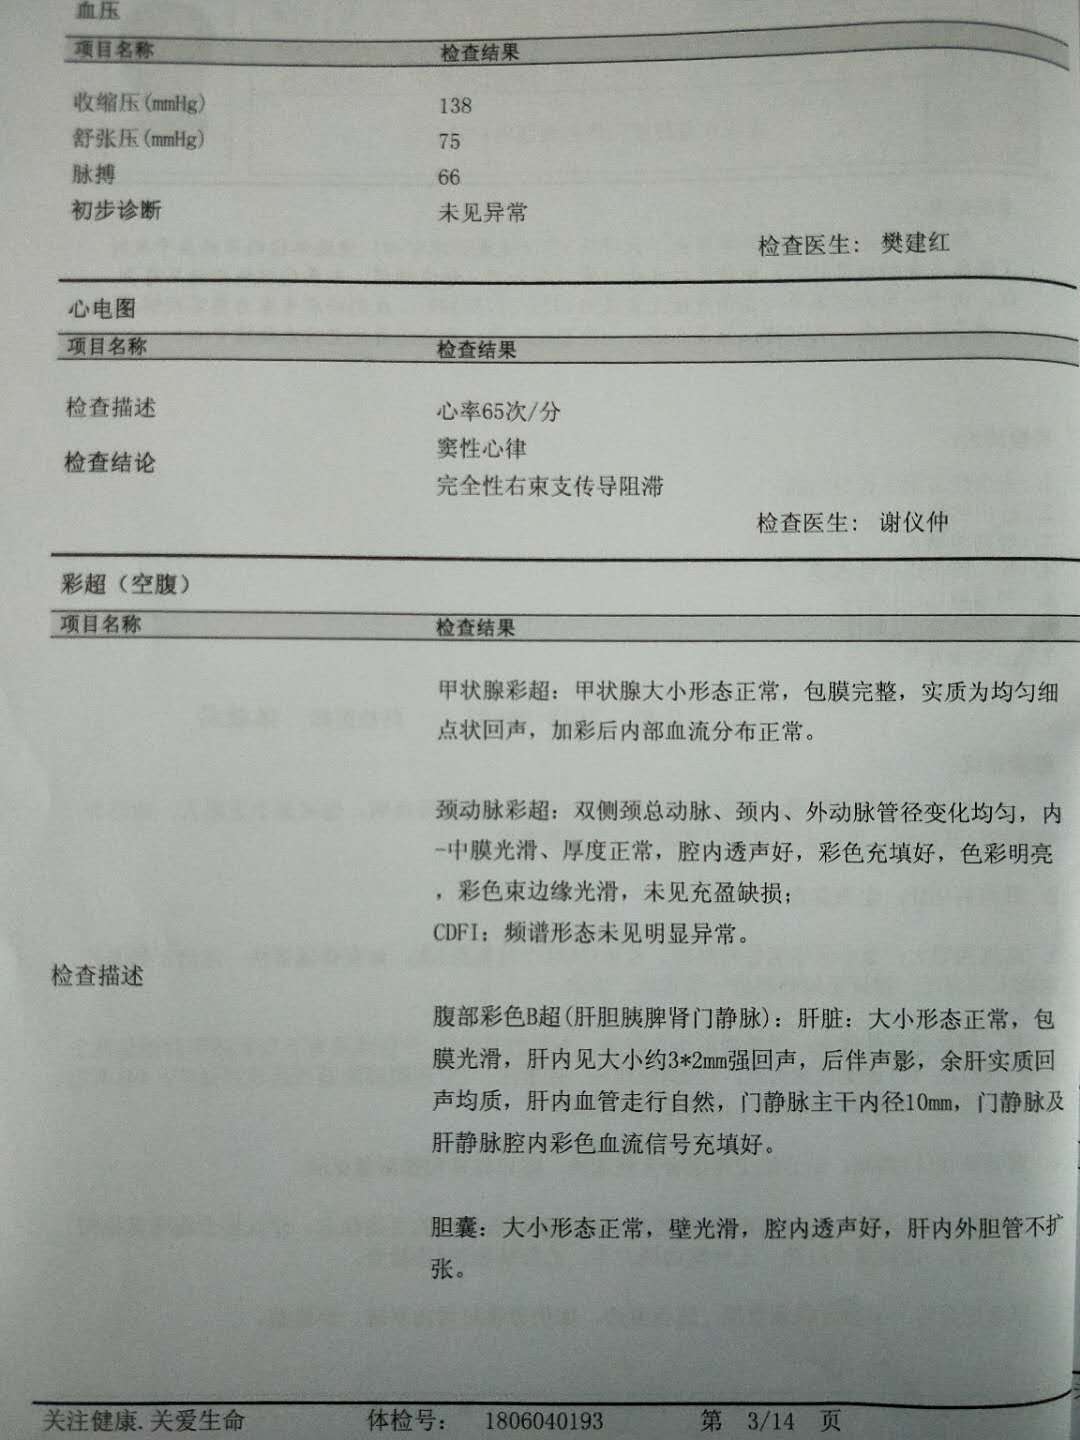 血压
项目名称 检查结果
收缩压(mmHg) 138
舒张压(mmHg) 75
脉搏 66
初步诊断 未见异常
检查医生: 樊建红
心电图
项目名称 检查结果
检查描述 心率65次/分
检查结论 窦性心律
完全性右束支传导阻滞
检查医生: 谢仪仲
彩超（空腹）
项目名称 检查结果
甲状腺彩超：甲状腺大小形态正常，包膜完整，实质为均匀细
点状回声，加彩后内部血流分布正常。
颈动脉彩超：双侧颈总动脉、颈内、外动脉管径变化均匀，内
-中膜光滑、厚度正常，腔内透声好，彩色充填好，色彩明亮
，彩色束边缘光滑，未见充盈缺损；
CDFI：频谱形态未见明显异常。
检查描述
腹部彩色B超(肝胆胰脾肾门静脉)：肝脏：大小形态正常，包
膜光滑，肝内见大小约3*2mm强回声，后伴声影，余肝实质回
声均质，肝内血管走行自然，门静脉主干内径10mm，门静脉及
肝静脉腔内彩色血流信号充填好。
胆囊：大小形态正常，壁光滑，腔内透声好，肝内外胆管不扩
张。
关注健康.关爱生命 体检号： 1806040193 第 3/14 页